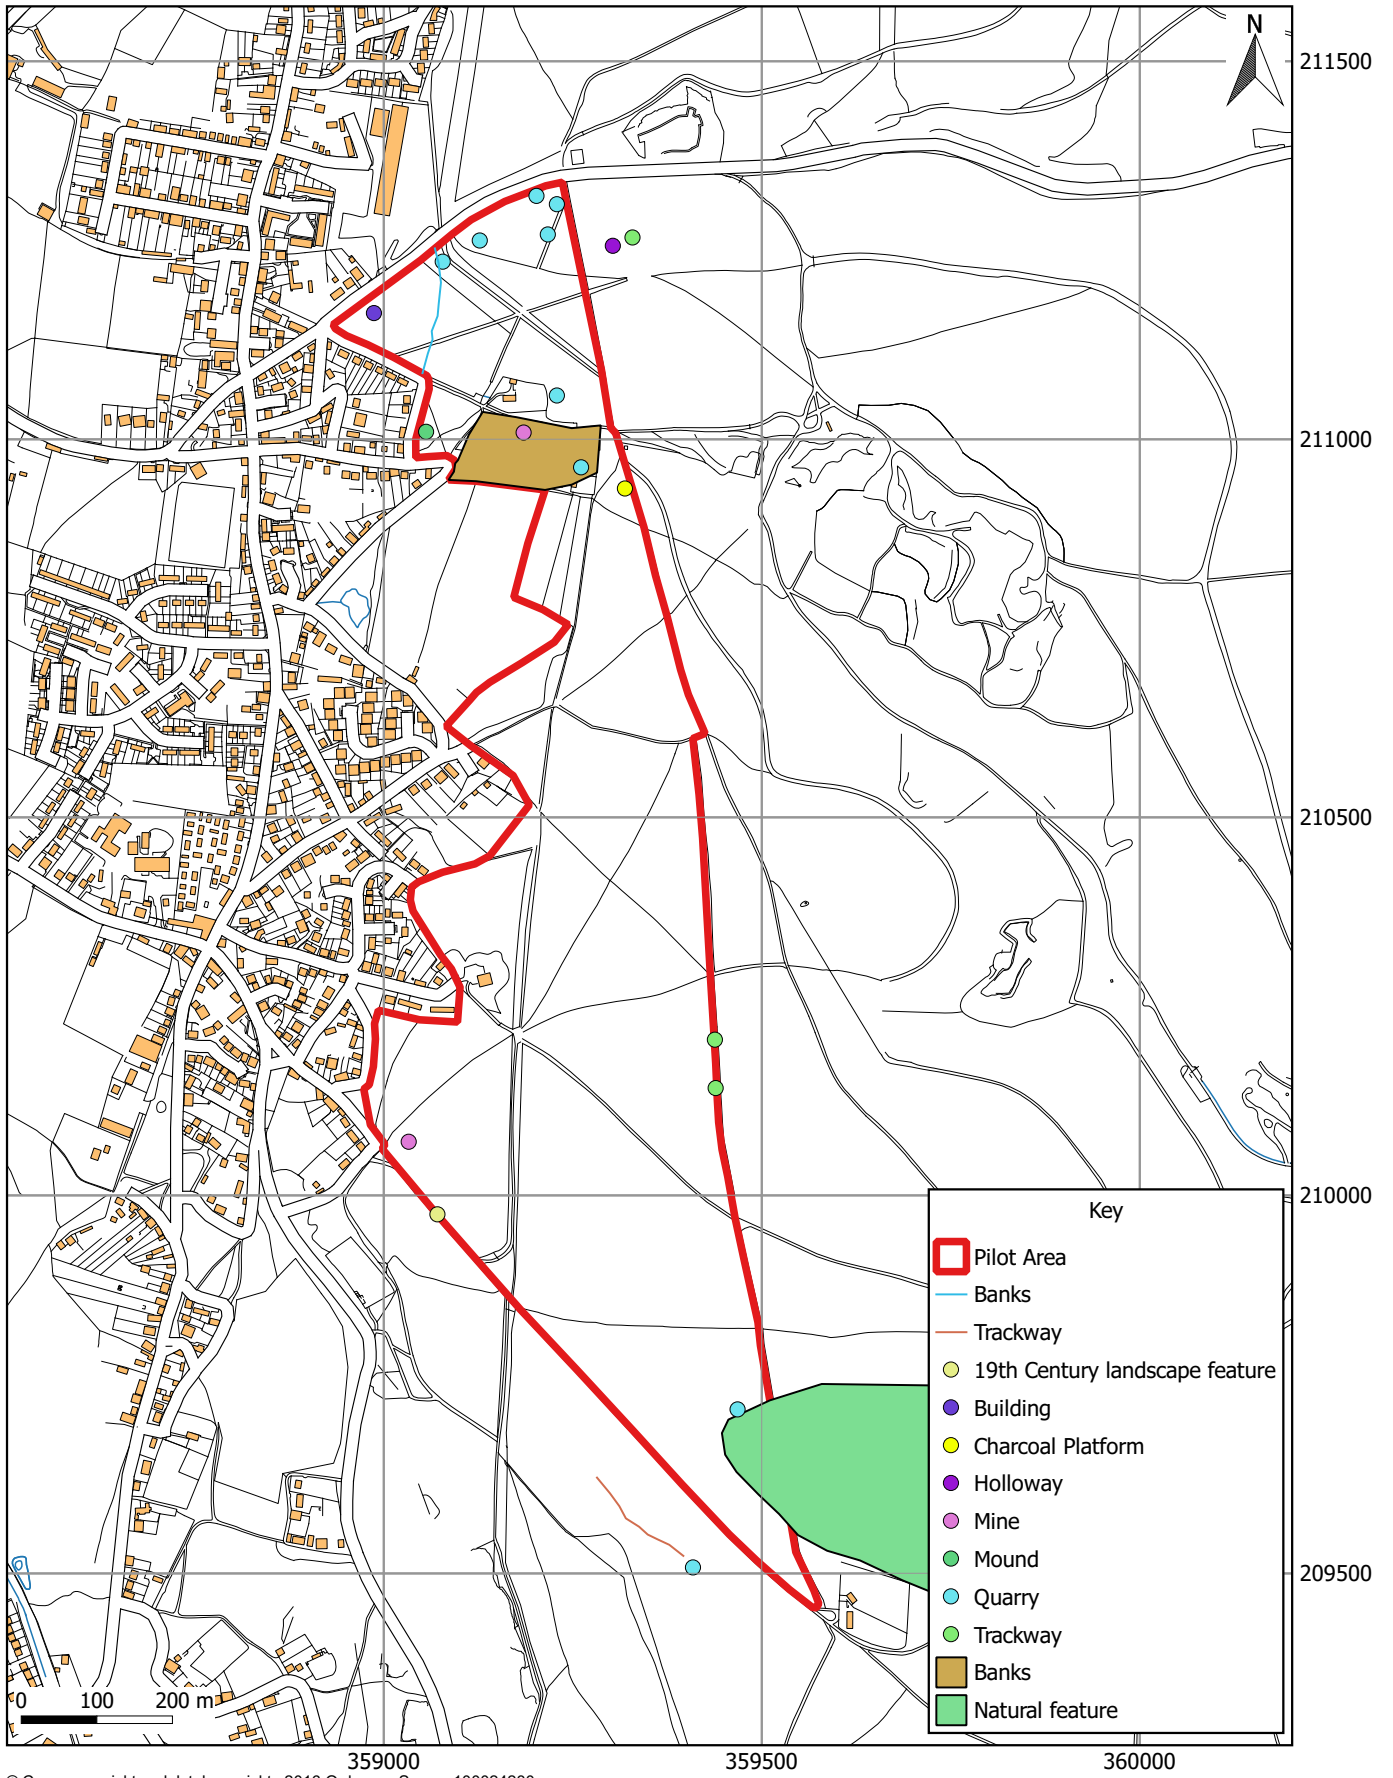 N
211500
211000
210500
210000
Key
Pilot Area
Banks
Trackway
19th Century landscape feature
Building
Charcoal Platform
Holloway
Mine
Mound
Quarry
Trackway
Banks
Natural feature
209500
0 100 200 m
359000 359500 360000